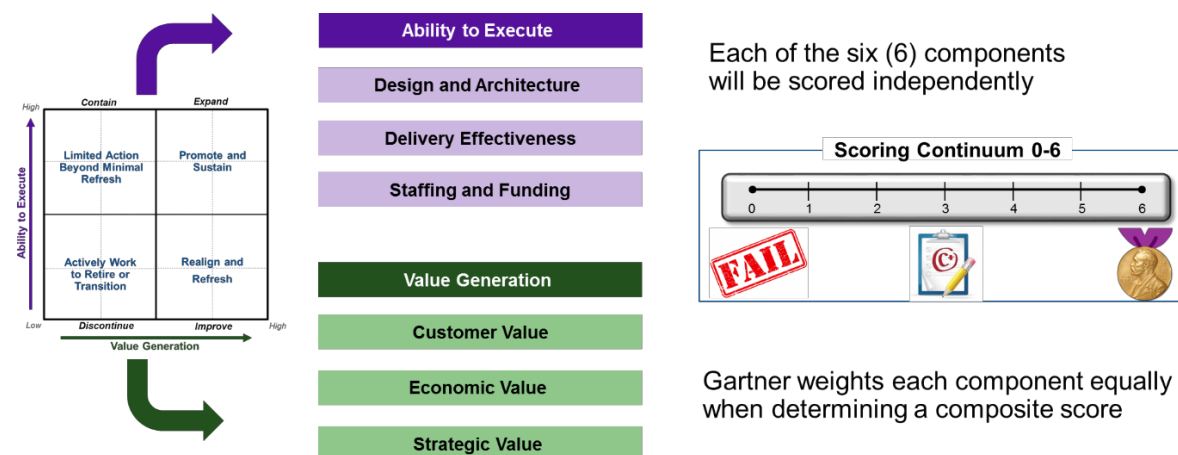 High
Contain
Expand
Limited Action
Beyond Minimal
Refresh
Promote and
Sustain
Ability to Execute
Actively Work
to Retire or
Transition
Realign and
Refresh
Low
Discontinue
Improve
High
Value Generation
Ability to Execute
Design and Architecture
Delivery Effectiveness
Staffing and Funding
Value Generation
Customer Value
Economic Value
Strategic Value
Each of the six (6) components
will be scored independently
Scoring Continuum 0-6
0 1 2 3 4 5 6
FAIL
C+
Gartner weights each component equally
when determining a composite score